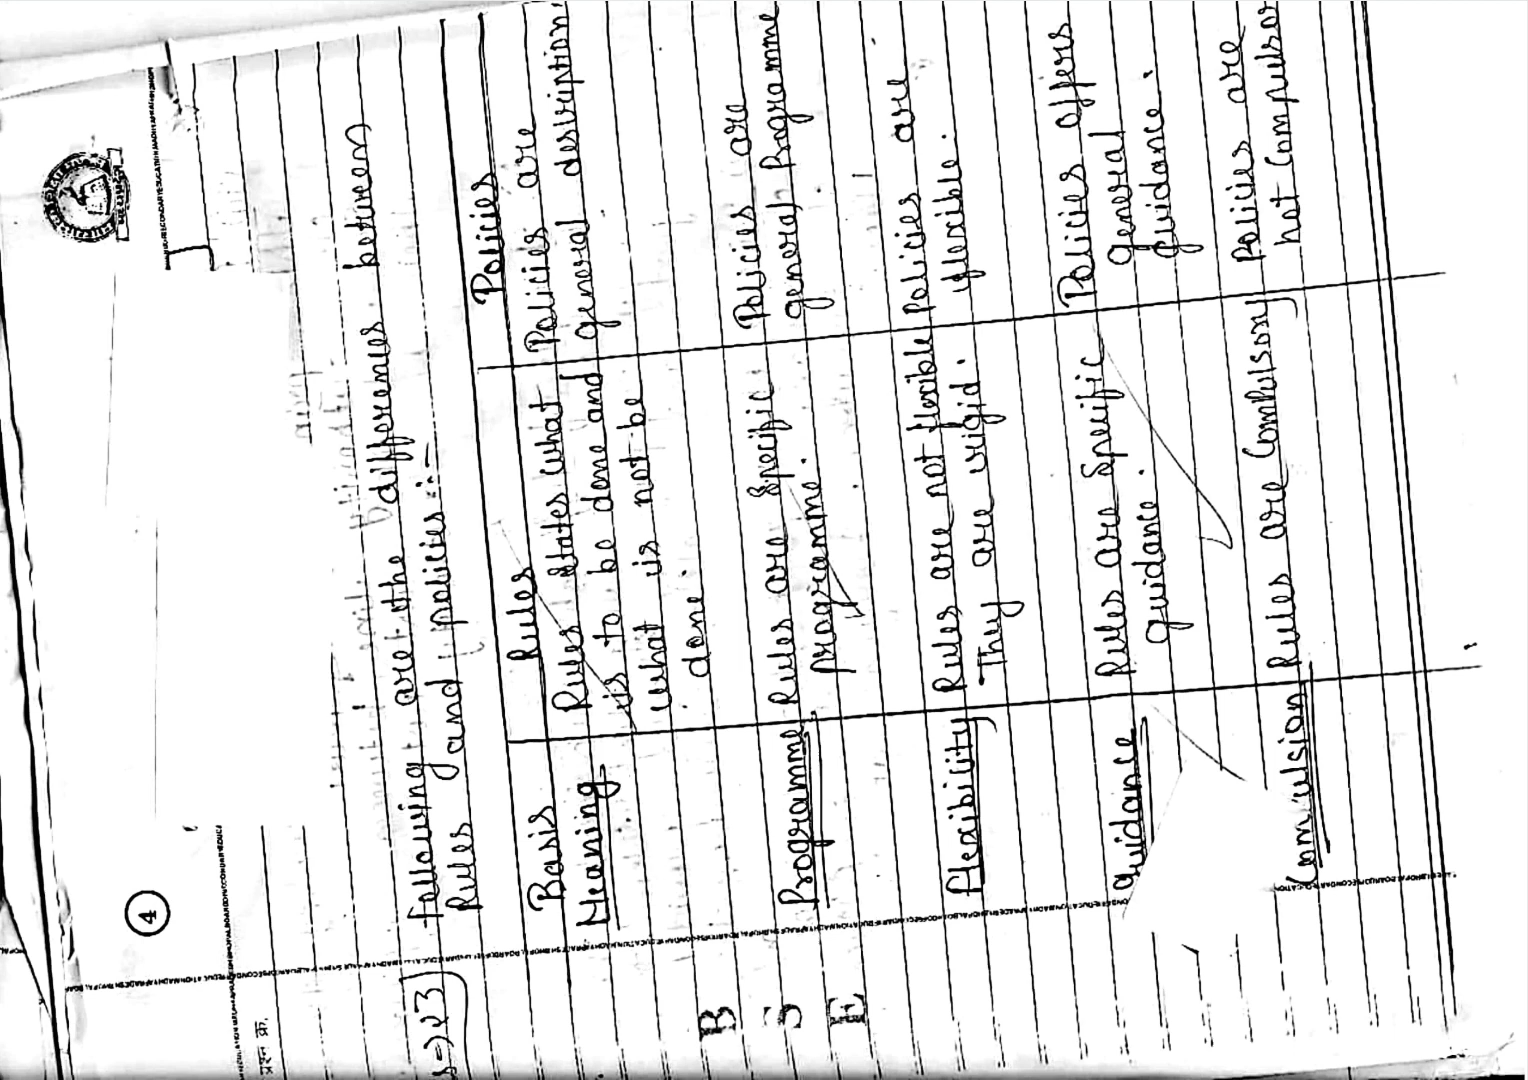 4
प्रश्न क्र.
Following are the differences between
Rules and policies :-
Basis Rules Policies
Meaning Rules States what Policies are
is to be done and general description
what is not be
done.
Programme Rules are Specific Policies are
programme. general Programme
Flexibility Rules are not flexible Policies are
They are rigid. flexible.
Guidance Rules are Specific Policies offers
guidance. general
guidance.
Rules are Compulsory Policies are
not Compulsor
B
S
E